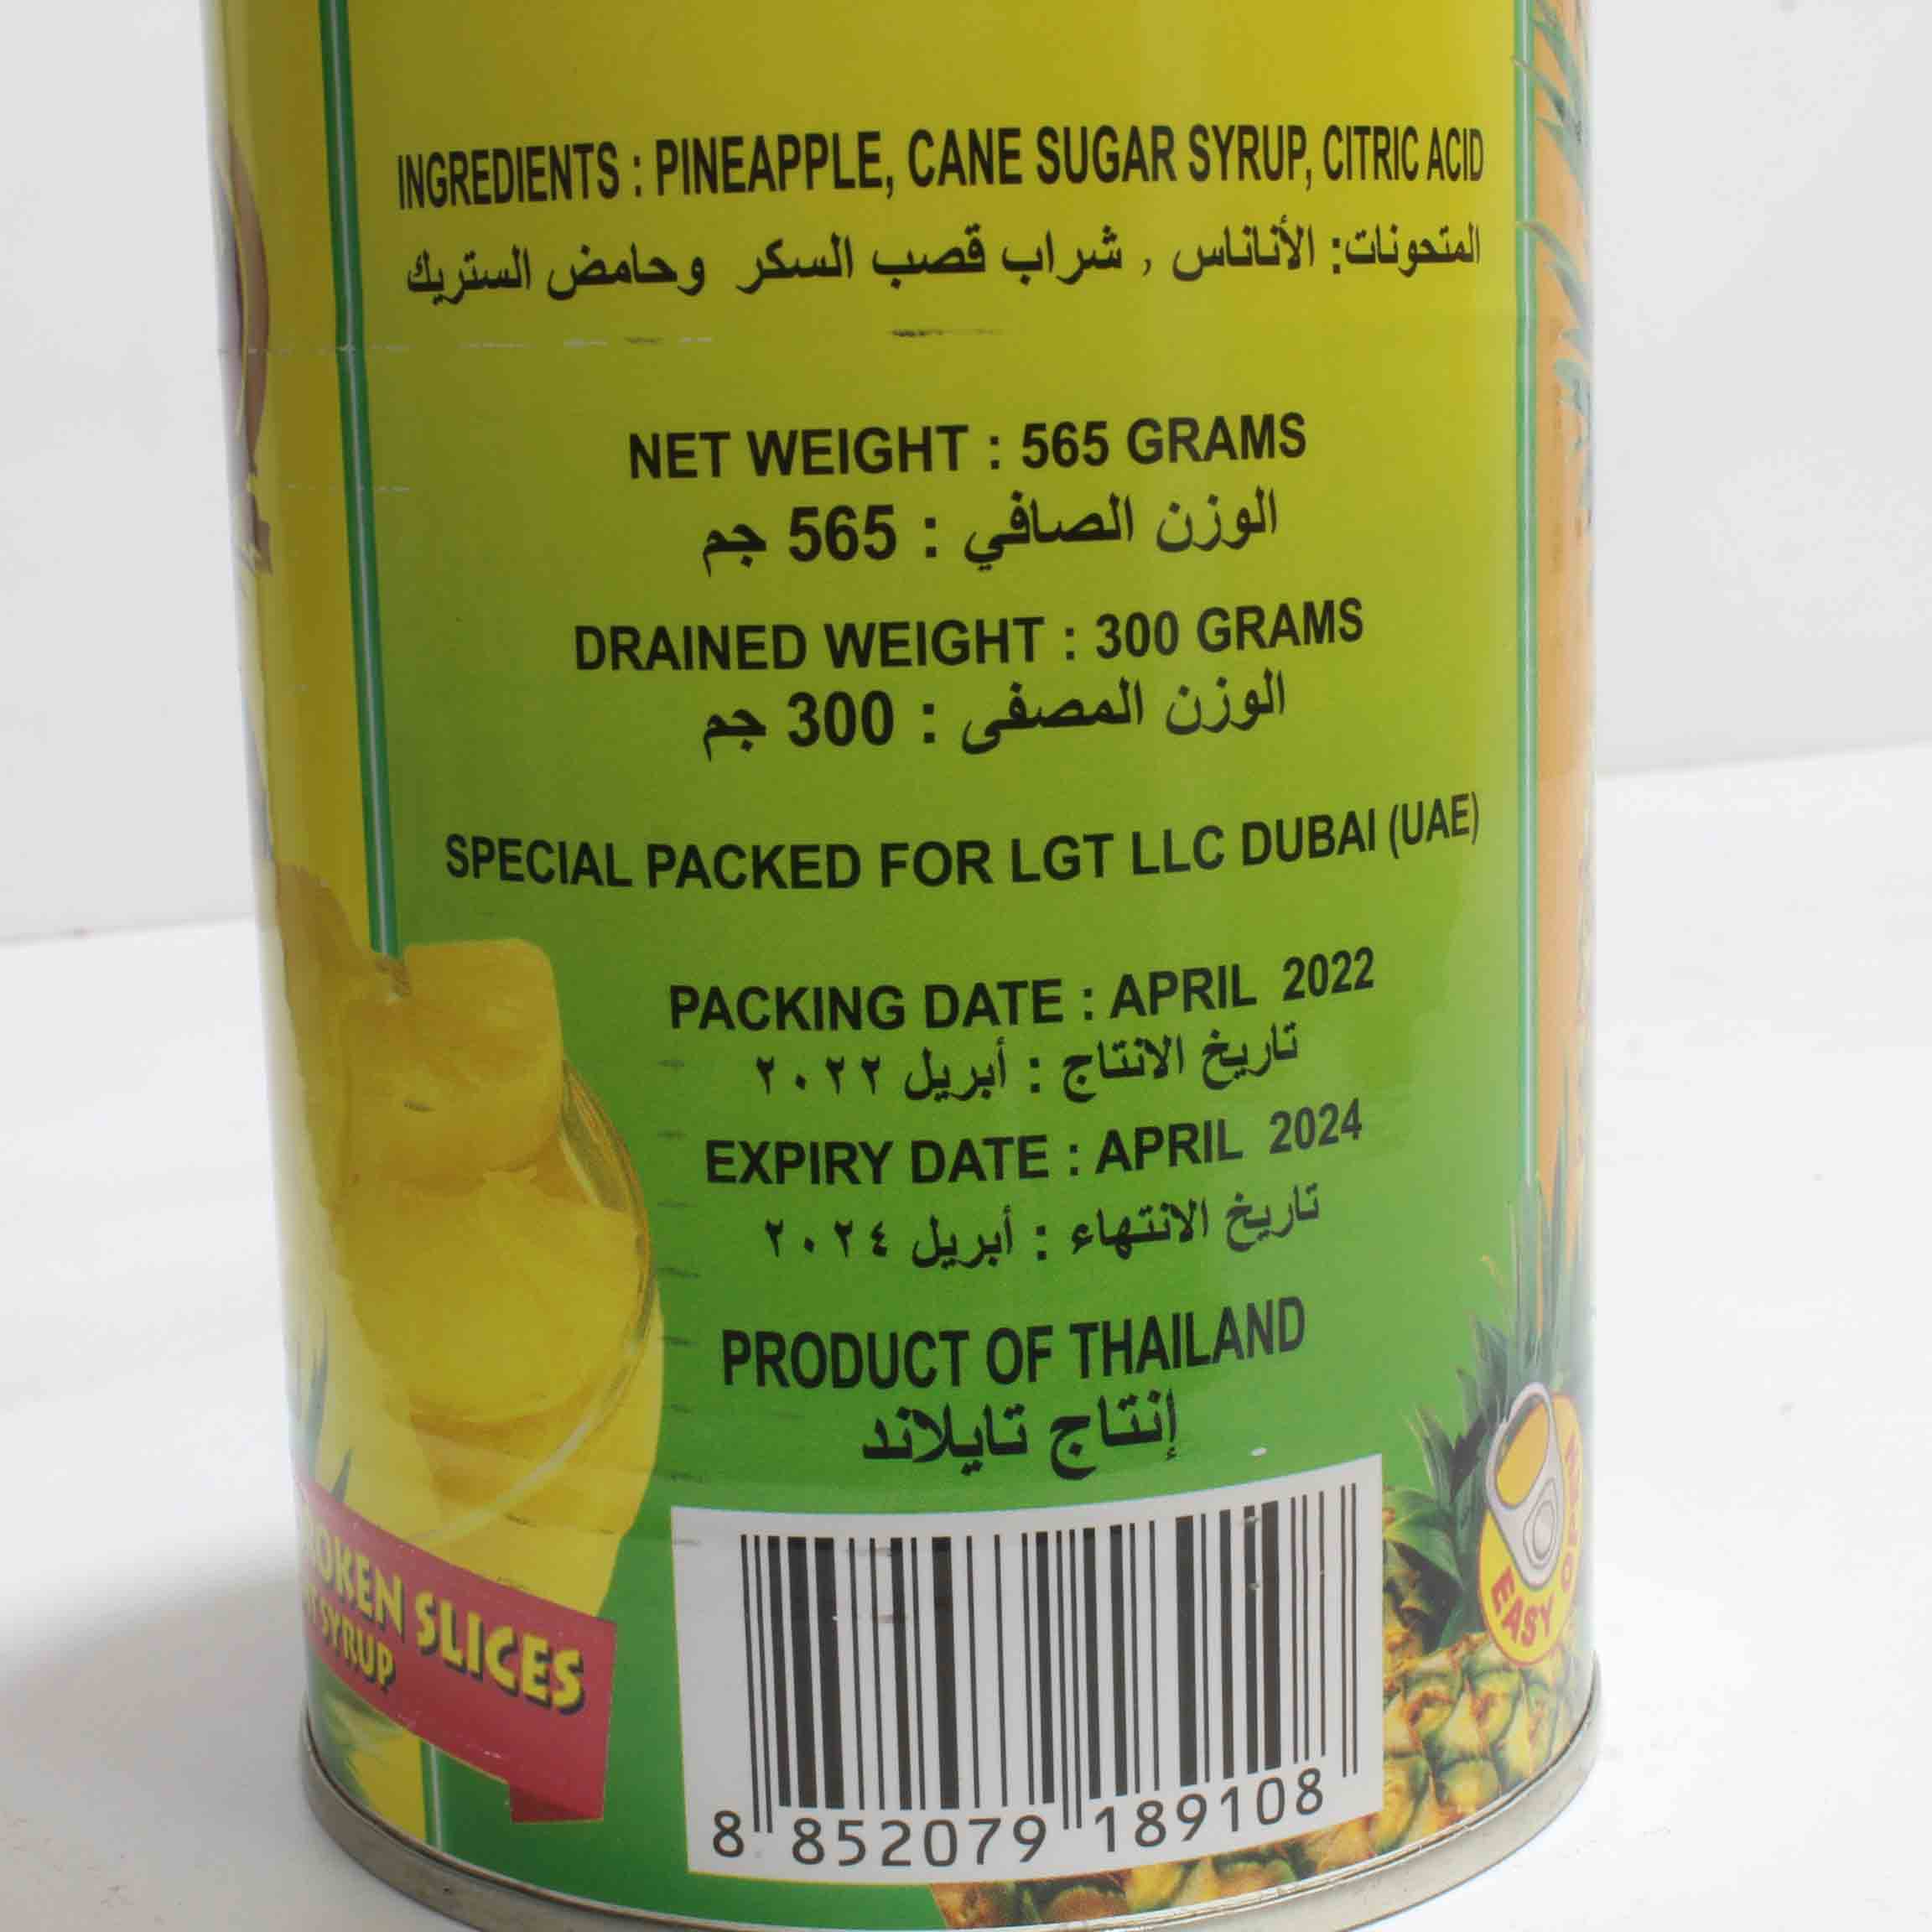 INGREDIENTS : PINEAPPLE, CANE SUGAR SYRUP, CITRIC ACID
المتحونات: الأناناس , شراب قصب السكر وحامض الستريك
NET WEIGHT : 565 GRAMS
الوزن الصافي : 565 جم
DRAINED WEIGHT : 300 GRAMS
الوزن المصفى : 300 جم
SPECIAL PACKED FOR LGT LLC DUBAI (UAE)
PACKING DATE : APRIL 2022
تاريخ الانتاج : أبريل ٢٠٢٢
EXPIRY DATE : APRIL 2024
تاريخ الانتهاء : أبريل ٢٠٢٤
PRODUCT OF THAILAND
إنتاج تايلاند
SLICES
SYRUP
EASY
8 852079 189108